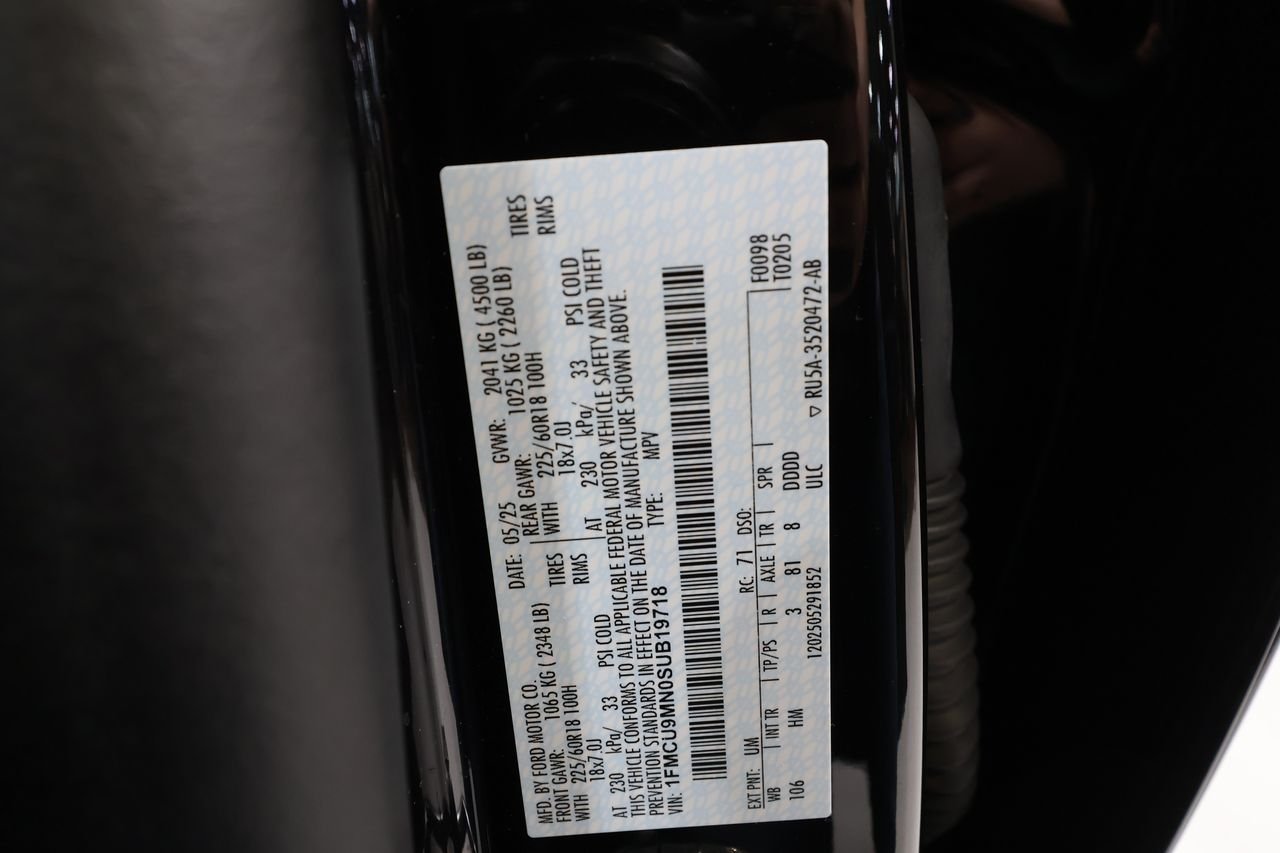 MFD. BY FORD MOTOR CO. DATE: 05/25 GVWR: 2041 KG ( 4500 LB)
FRONT GAWR: 1065 KG ( 2348 LB) REAR GAWR: 1025 KG ( 2260 LB)
WITH 225/60R18 100H TIRES WITH 225/60R18 100H TIRES
18x7.0J RIMS 18x7.0J RIMS
AT 230 kPa/ 33 PSI COLD AT 230 kPa/ 33 PSI COLD
THIS VEHICLE CONFORMS TO ALL APPLICABLE FEDERAL MOTOR VEHICLE SAFETY AND THEFT
PREVENTION STANDARDS IN EFFECT ON THE DATE OF MANUFACTURE SHOWN ABOVE.
VIN: 1FMCU9MN0SUB19718 TYPE: MPV
EXT PNT: UM RC: 71 DSO: F0098
WB INT TR TP/PS R AXLE TR SPR T0205
106 HM 3 81 8 DDDD
1202505291852 ULC ▽ RU5A-3520472-AB